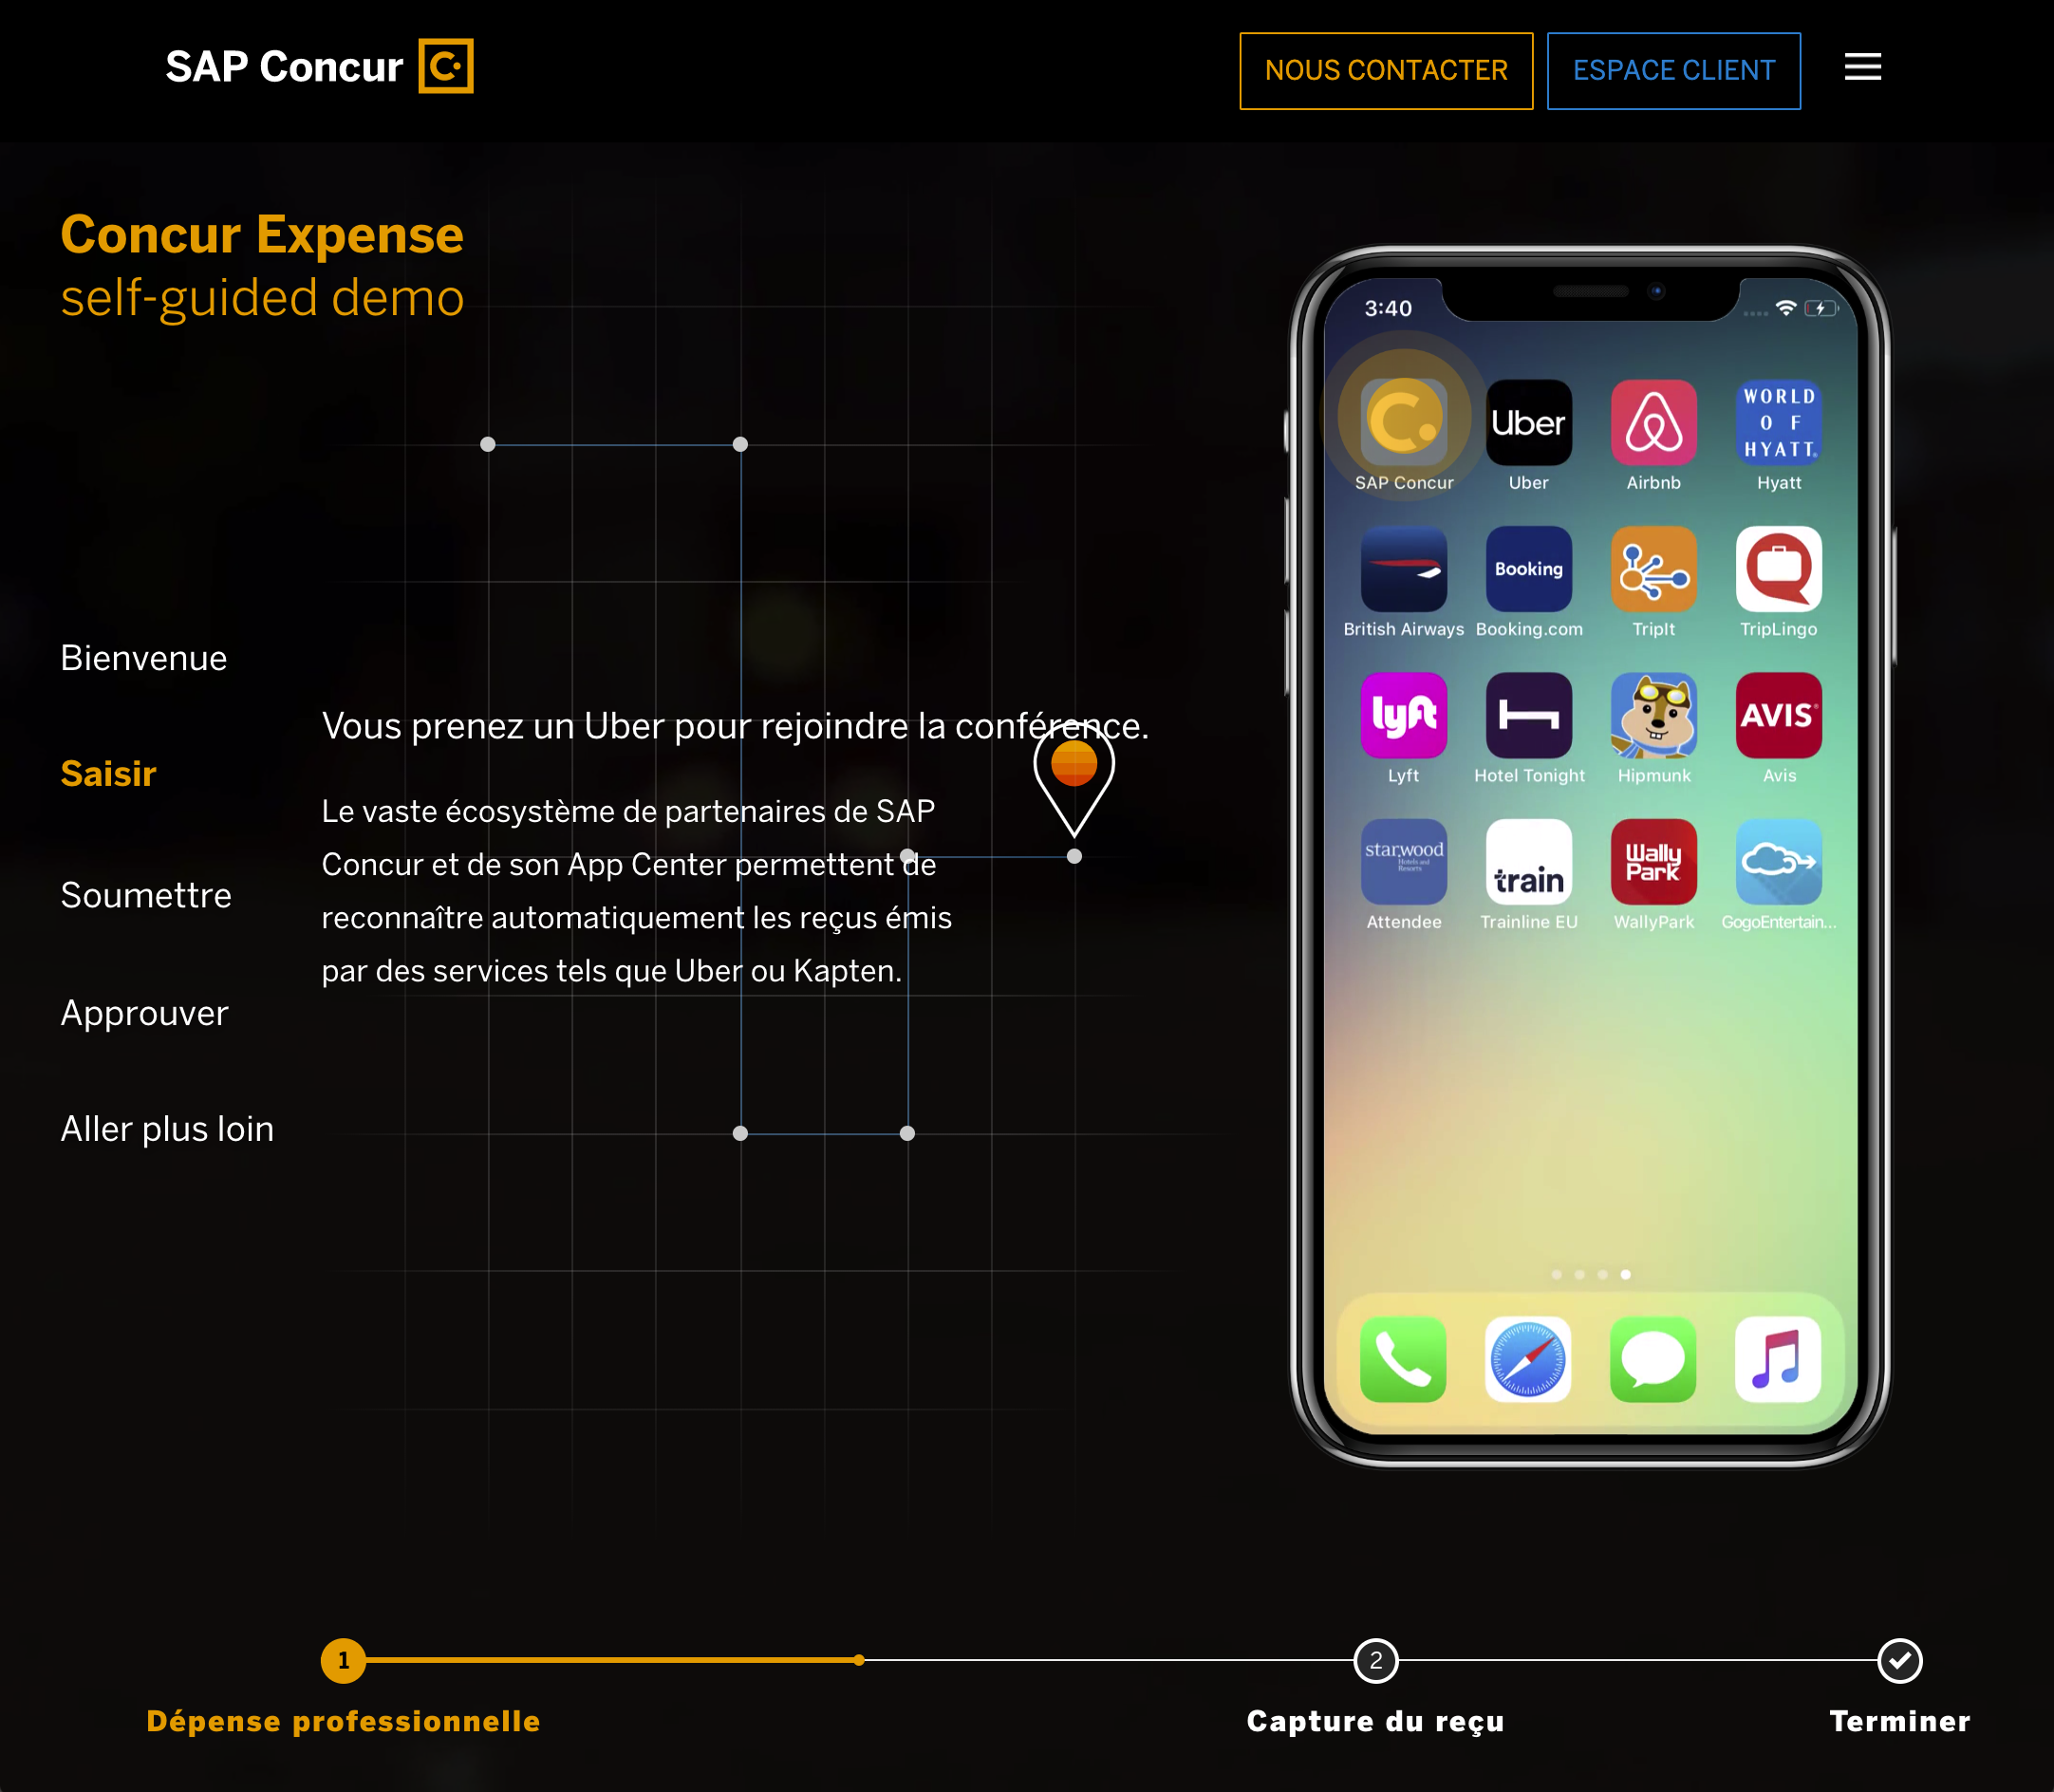 SAP Concur
NOUS CONTACTER
ESPACE CLIENT
Concur Expense
self-guided demo
Bienvenue
Saisir
Soumettre
Approuver
Aller plus loin
Vous prenez un Uber pour rejoindre la conférence.
Le vaste écosystème de partenaires de SAP
Concur et de son App Center permettent de
reconnaître automatiquement les reçus émis
par des services tels que Uber ou Kapten.
3:40
Uber
WORLD
OF
HYATT
SAP Concur
Uber
Airbnb
Hyatt
Booking
British Airways
Booking.com
TripIt
TripLingo
lyft
AVIS
Lyft
Hotel Tonight
Hipmunk
Avis
starwood
Hotels and
Resorts
train
Wally
Park
Attendee
Trainline EU
WallyPark
GogoEntertain...
1
2
Dépense professionnelle
Capture du reçu
Terminer